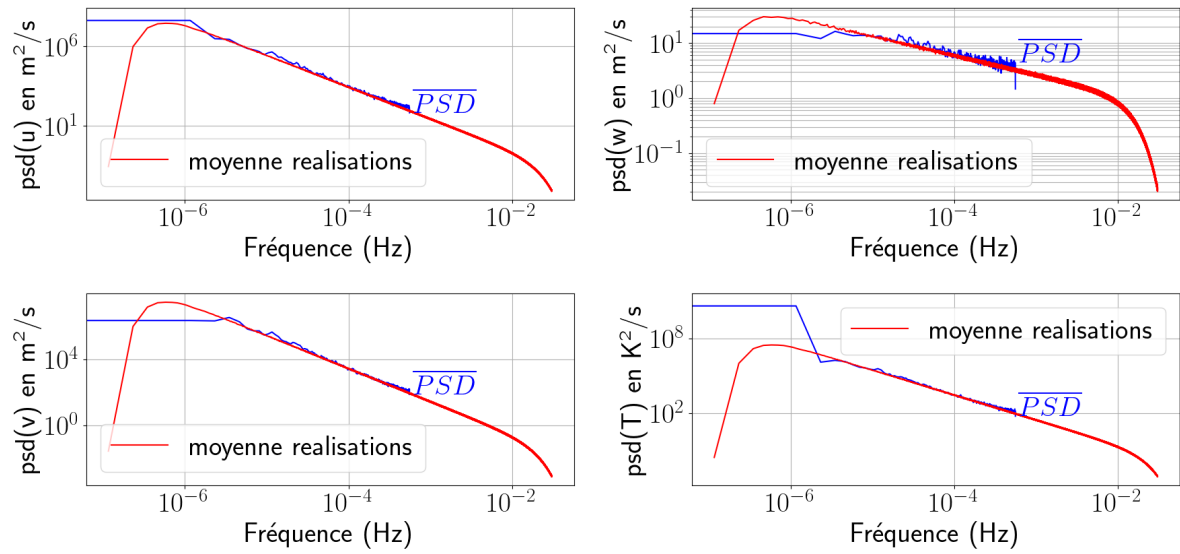 psd(u) en m²/s
10⁶
10¹
10⁻⁶
10⁻⁴
10⁻²
Fréquence (Hz)
moyenne realisations
PSD
psd(w) en m²/s
10¹
10⁰
10⁻¹
10⁻⁶
10⁻⁴
10⁻²
Fréquence (Hz)
moyenne realisations
PSD
psd(v) en m²/s
10⁴
10⁰
10⁻⁶
10⁻⁴
10⁻²
Fréquence (Hz)
moyenne realisations
PSD
psd(T) en K²/s
10⁸
10²
10⁻⁶
10⁻⁴
10⁻²
Fréquence (Hz)
moyenne realisations
PSD